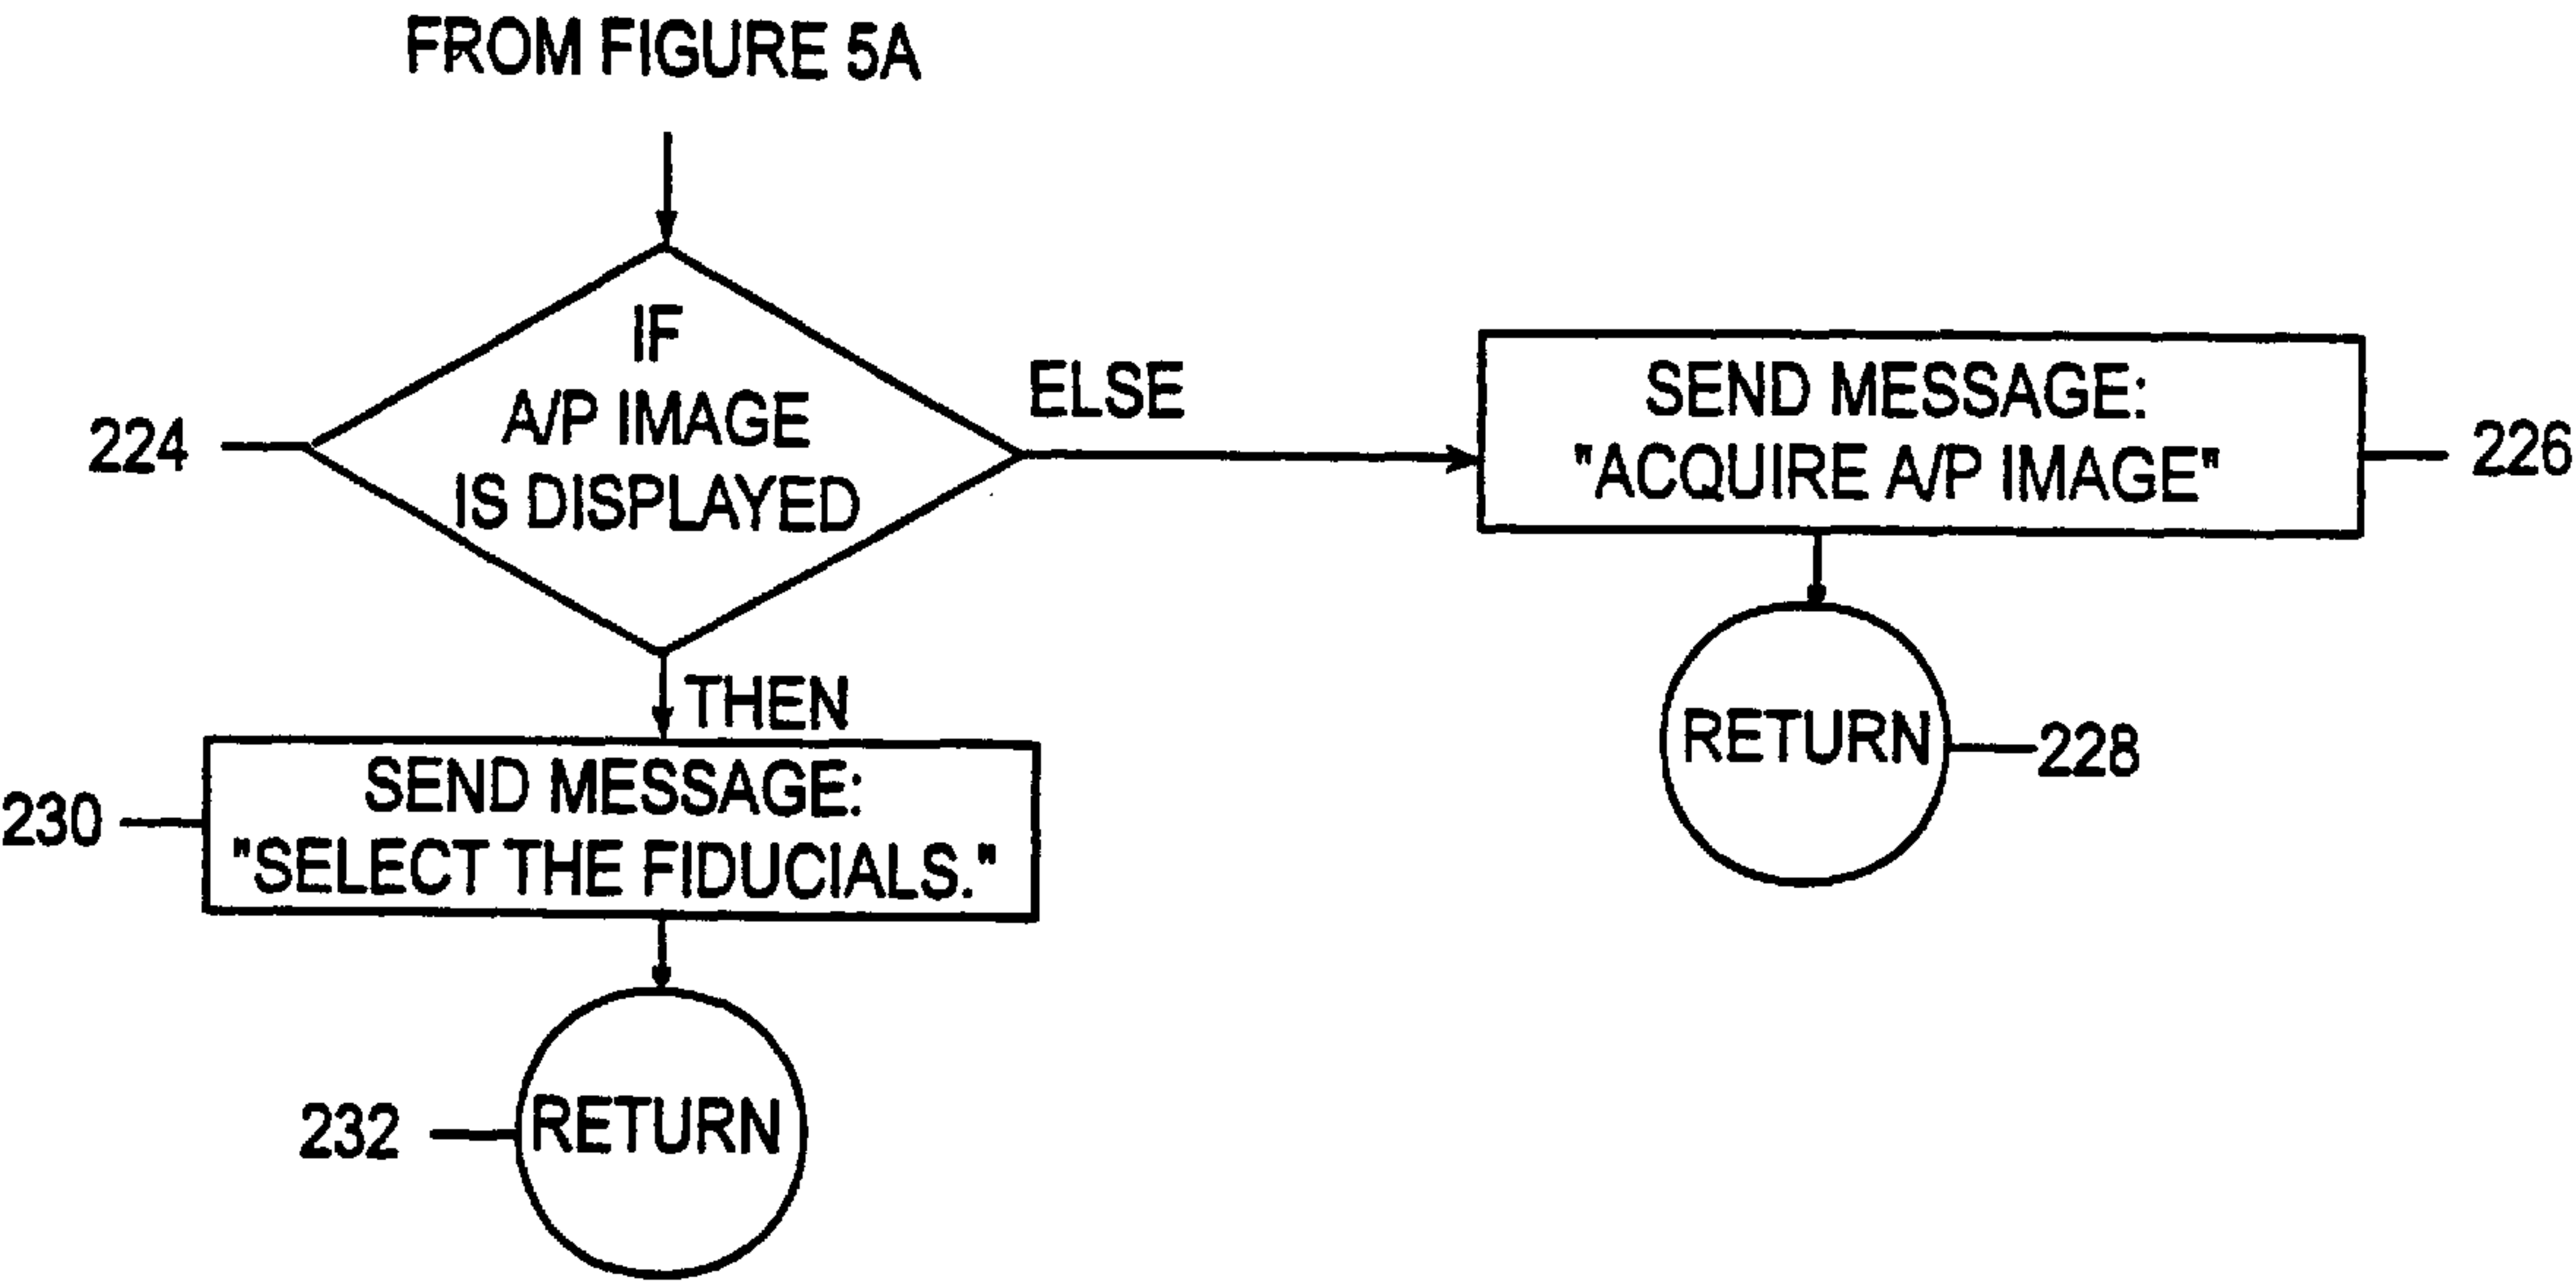 FROM FIGURE 5A
IF
A/P IMAGE
IS DISPLAYED
224
ELSE
SEND MESSAGE:
"ACQUIRE A/P IMAGE"
226
RETURN
228
THEN
SEND MESSAGE:
"SELECT THE FIDUCIALS."
230
RETURN
232